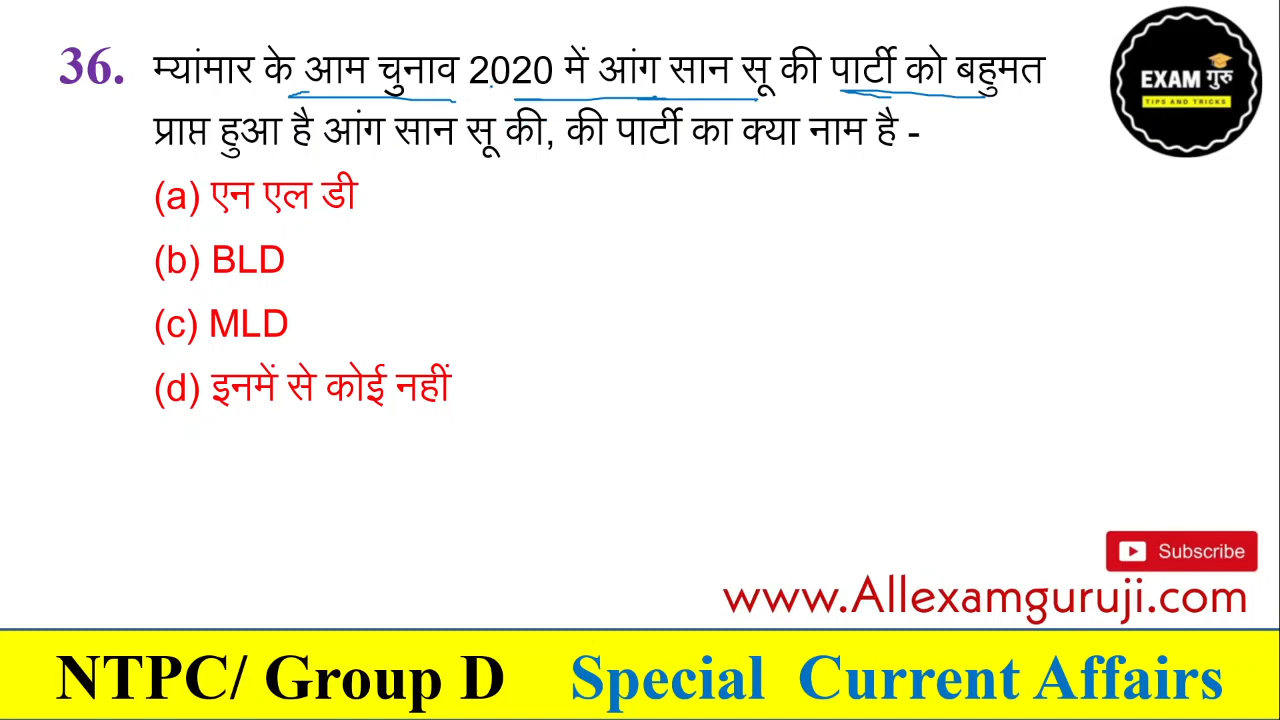 36. म्यांमार के आम चुनाव 2020 में आंग सान सू की पार्टी को बहुमत
प्राप्त हुआ है आंग सान सू की, की पार्टी का क्या नाम है -
(a) एन एल डी
(b) BLD
(c) MLD
(d) इनमें से कोई नहीं
EXAM गुरु
TIPS AND TRICKS
Subscribe
www.Allexamguruji.com
NTPC/ Group D Special Current Affairs